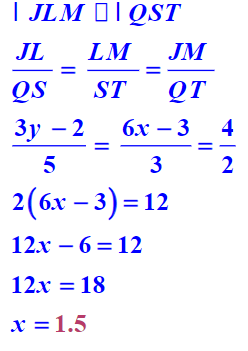 | JLM □ | QST
JL/QS = LM/ST = JM/QT
3y − 2/5 = 6x − 3/3 = 4/2
2(6x − 3) = 12
12x − 6 = 12
12x = 18
x = 1.5